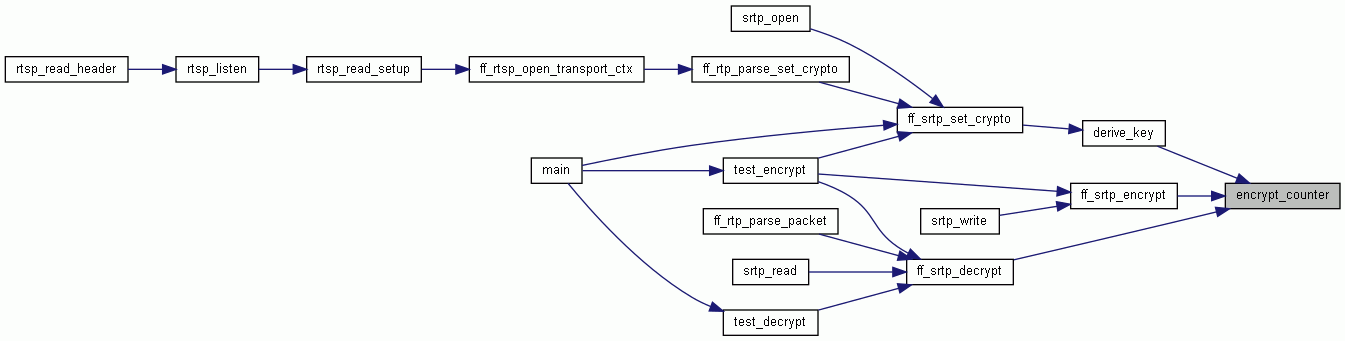 srtp_open
rtsp_read_header
rtsp_listen
rtsp_read_setup
ff_rtsp_open_transport_ctx
ff_rtp_parse_set_crypto
ff_srtp_set_crypto
derive_key
main
test_encrypt
ff_srtp_encrypt
encrypt_counter
ff_rtp_parse_packet
srtp_write
srtp_read
ff_srtp_decrypt
test_decrypt